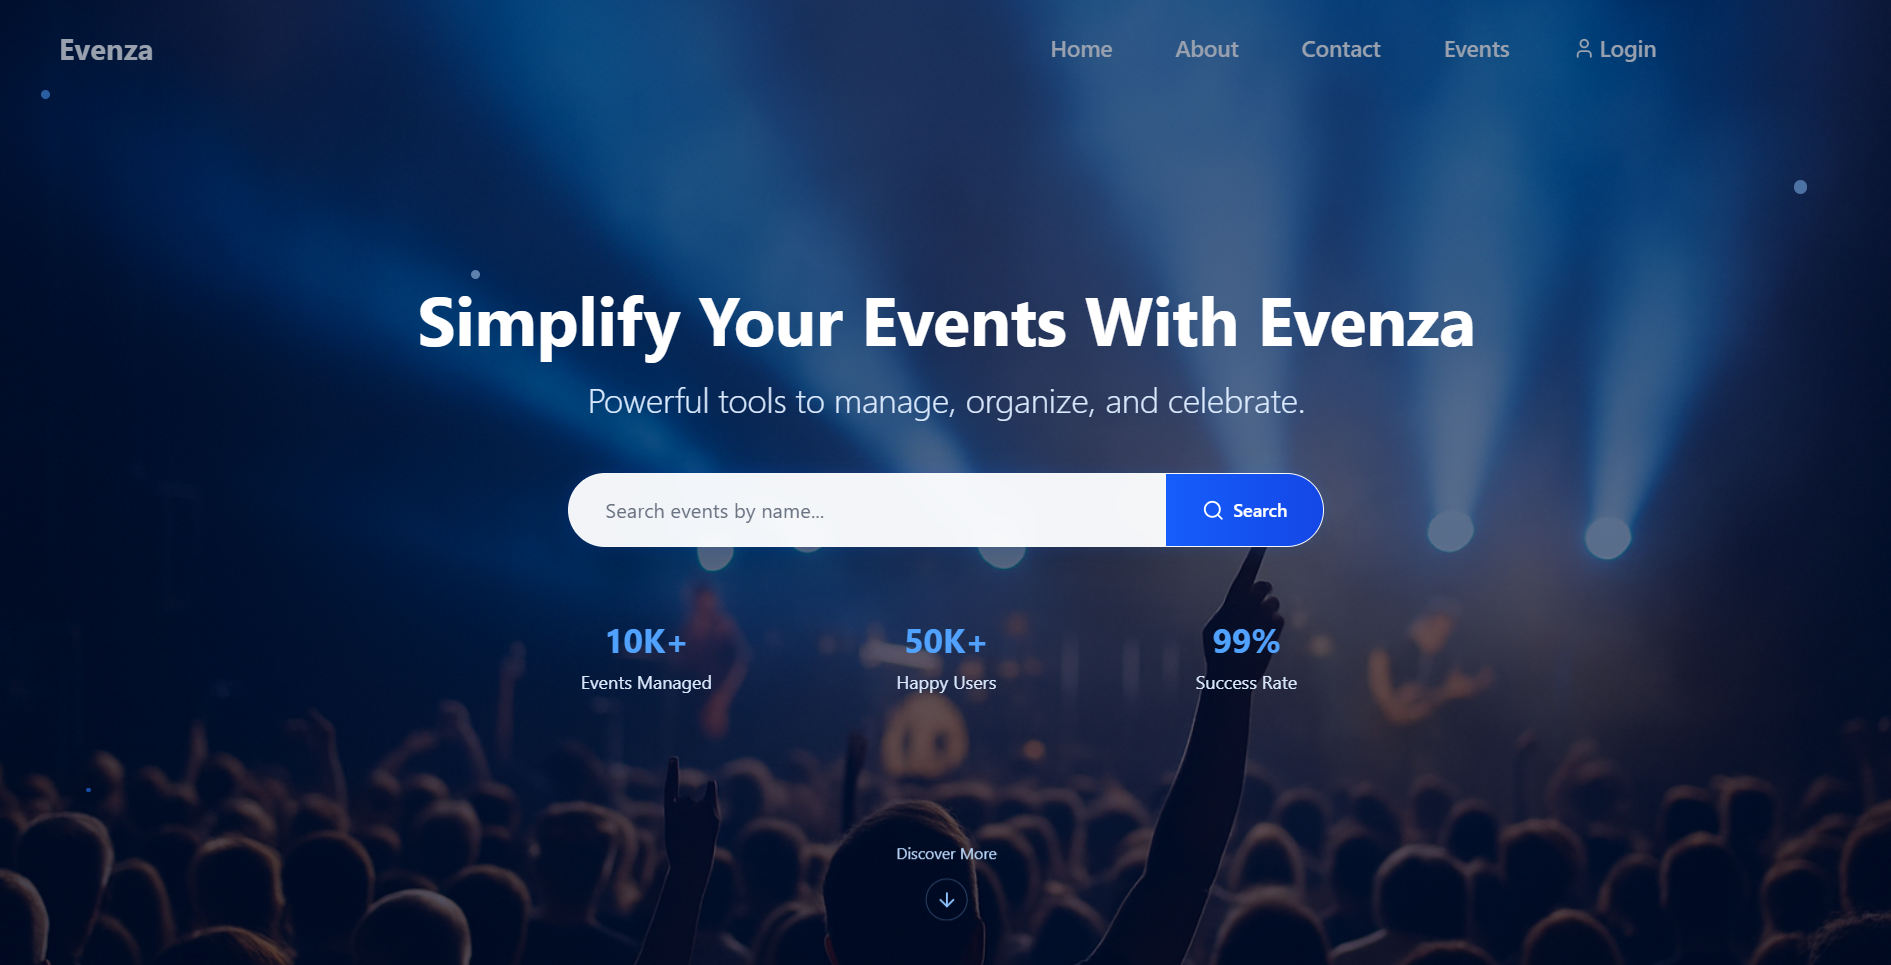 Evenza
Home About Contact Events Login
Simplify Your Events With Evenza
Powerful tools to manage, organize, and celebrate.
Search events by name...
Search
10K+ 50K+ 99%
Events Managed Happy Users Success Rate
Discover More